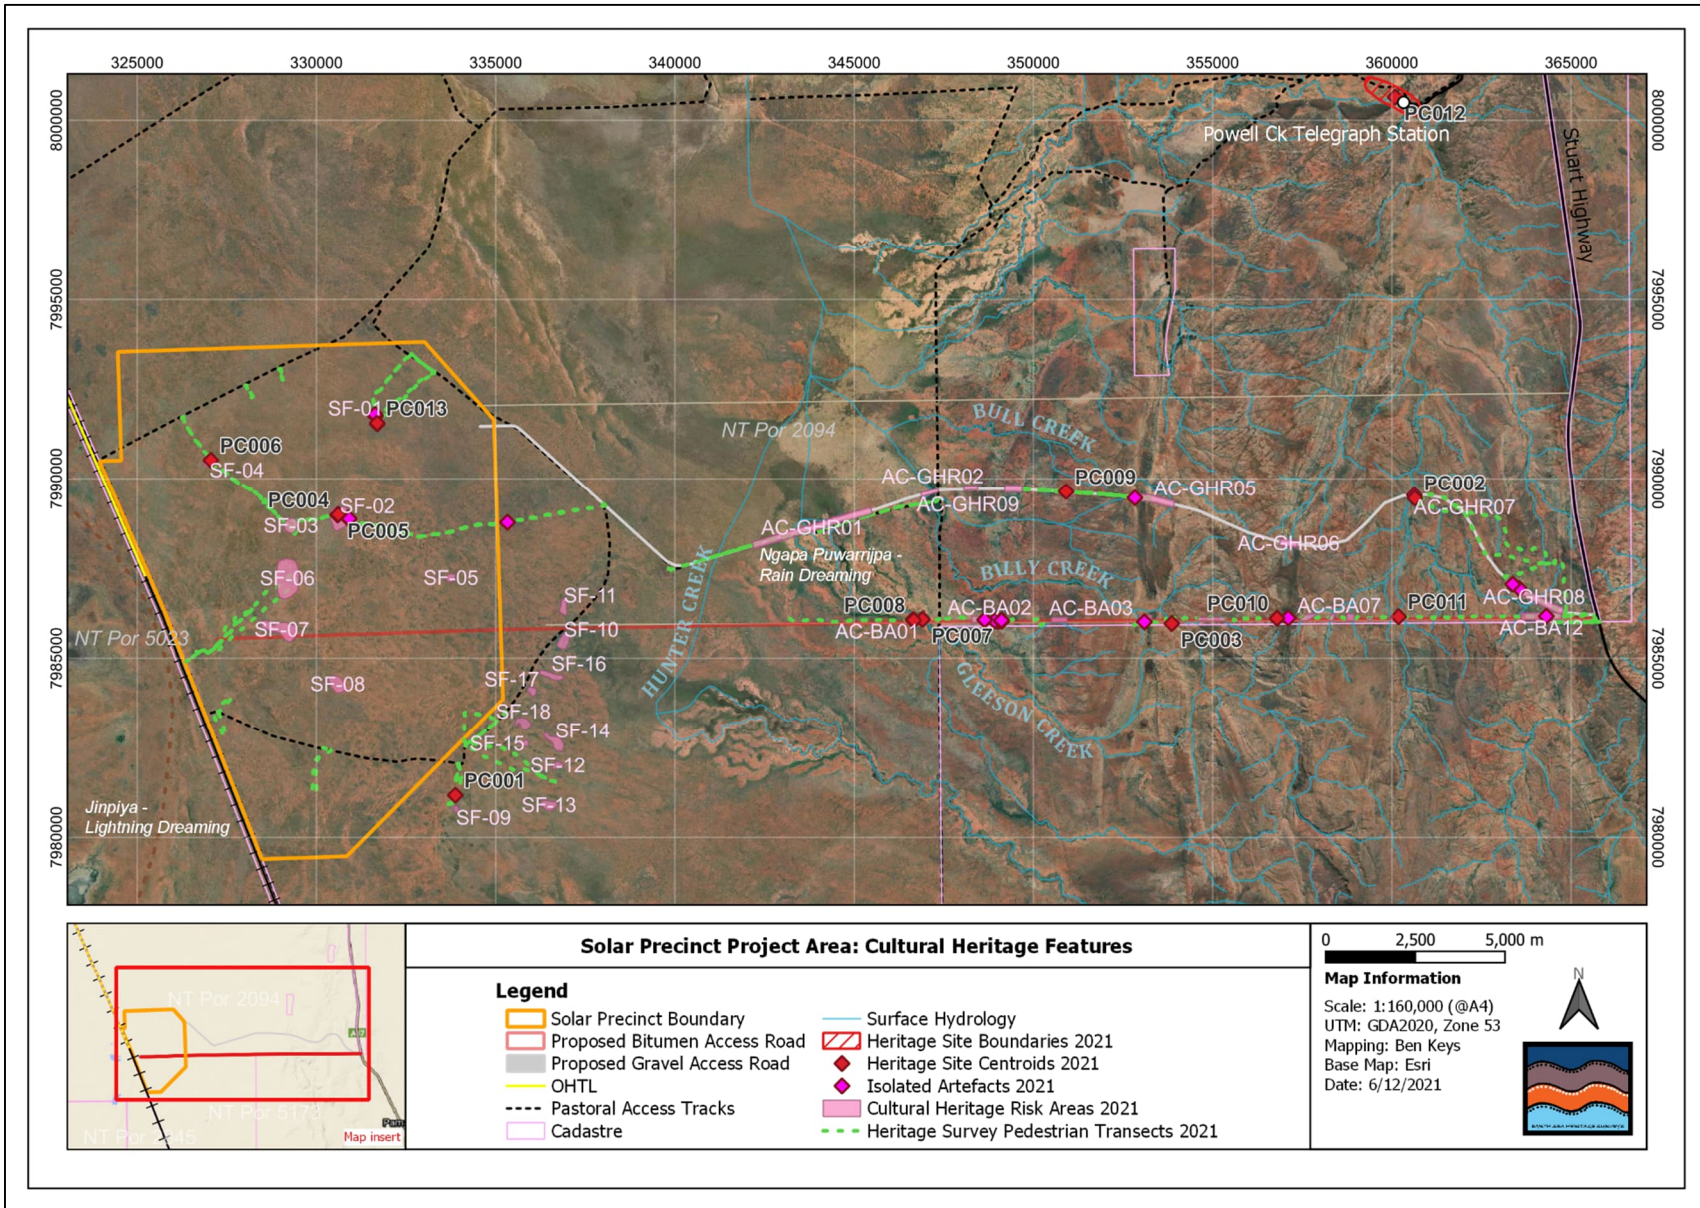 325000 330000 335000 340000 345000 350000 355000 360000 365000
8000000
8000000
PC012
Powell Ck Telegraph Station
Stuart Highway
7995000
7995000
SF-01 PC013
BULL CREEK
NT Por 2094
PC006
SF-04
7990000
7990000
AC-GHR02
PC009
AC-GHR05
PC002
PC004
SF-02
AC-GHR09
AC-GHR07
SF-03
PC005
AC-GHR01
AC-GHR06
Ngapa Puwarrijpa -
Rain Dreaming
SF-06
SF-05
BILLY CREEK
HUNTER CREEK
SF-11
PC008
AC-BA02
AC-BA03
PC010
AC-BA07
PC011
AC-GHR08
NT Por 5023
SF-07
SF-10
AC-BA01
PC007
PC003
AC-BA12
7985000
7985000
SF-16
SF-08
SF-17
GLEESON CREEK
SF-18
SF-14
SF-15
SF-12
PC001
Jinpiya -
Lightning Dreaming
SF-13
SF-09
7980000
7980000
NT Por 2094
A87
NT Por 5173
Map insert
Solar Precinct Project Area: Cultural Heritage Features
Legend
Solar Precinct Boundary
Proposed Bitumen Access Road
Proposed Gravel Access Road
OHTL
Pastoral Access Tracks
Cadastre
Surface Hydrology
Heritage Site Boundaries 2021
Heritage Site Centroids 2021
Isolated Artefacts 2021
Cultural Heritage Risk Areas 2021
Heritage Survey Pedestrian Transects 2021
0 2,500 5,000 m
Map Information
Scale: 1:160,000 (@A4)
UTM: GDA2020, Zone 53
Mapping: Ben Keys
Base Map: Esri
Date: 6/12/2021
N